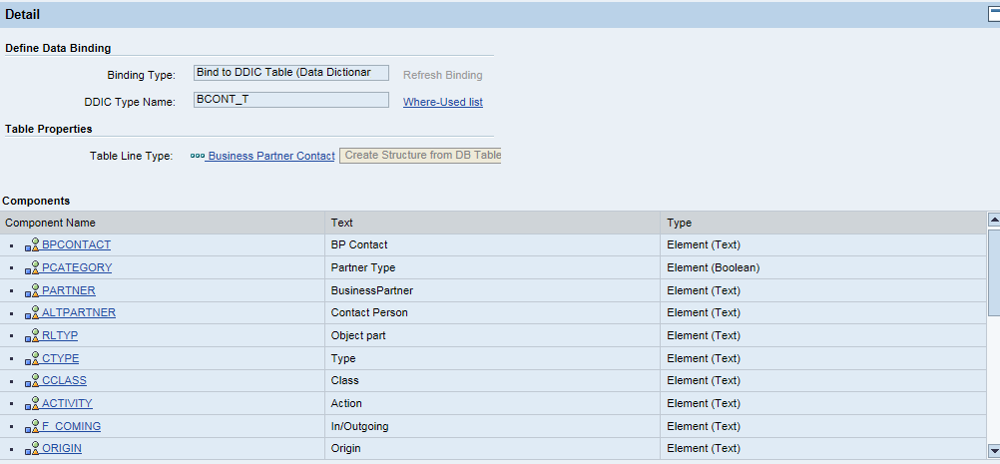 Detail
Define Data Binding
Binding Type: Bind to DDIC Table (Data Dictionar Refresh Binding
DDIC Type Name: BCONT_T Where-Used list
Table Properties
Table Line Type: Business Partner Contact Create Structure from DB Table
Components
Component Name Text Type
BPCONTACT BP Contact Element (Text)
PCATEGORY Partner Type Element (Boolean)
PARTNER BusinessPartner Element (Text)
ALTPARTNER Contact Person Element (Text)
RLTYP Object part Element (Text)
CTYPE Type Element (Text)
CCLASS Class Element (Text)
ACTIVITY Action Element (Text)
F_COMING In/Outgoing Element (Text)
ORIGIN Origin Element (Text)